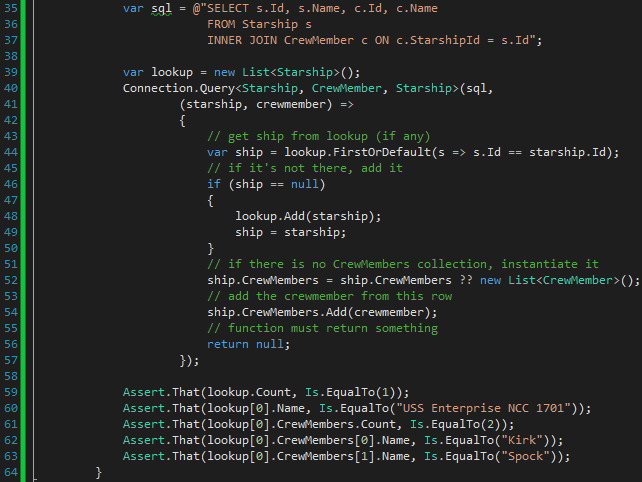 35 var sql = @"SELECT s.Id, s.Name, c.Id, c.Name
36 FROM Starship s
37 INNER JOIN CrewMember c ON c.StarshipId = s.Id";
38
39 var lookup = new List<Starship>();
40 Connection.Query<Starship, CrewMember, Starship>(sql,
41 (starship, crewmember) =>
42 {
43 // get ship from lookup (if any)
44 var ship = lookup.FirstOrDefault(s => s.Id == starship.Id);
45 // if it's not there, add it
46 if (ship == null)
47 {
48 lookup.Add(starship);
49 ship = starship;
50 }
51 // if there is no CrewMembers collection, instantiate it
52 ship.CrewMembers = ship.CrewMembers ?? new List<CrewMember>();
53 // add the crewmember from this row
54 ship.CrewMembers.Add(crewmember);
55 // function must return something
56 return null;
57 });
58
59 Assert.That(lookup.Count, Is.EqualTo(1));
60 Assert.That(lookup[0].Name, Is.EqualTo("USS Enterprise NCC 1701"));
61 Assert.That(lookup[0].CrewMembers.Count, Is.EqualTo(2));
62 Assert.That(lookup[0].CrewMembers[0].Name, Is.EqualTo("Kirk"));
63 Assert.That(lookup[0].CrewMembers[1].Name, Is.EqualTo("Spock"));
64 }